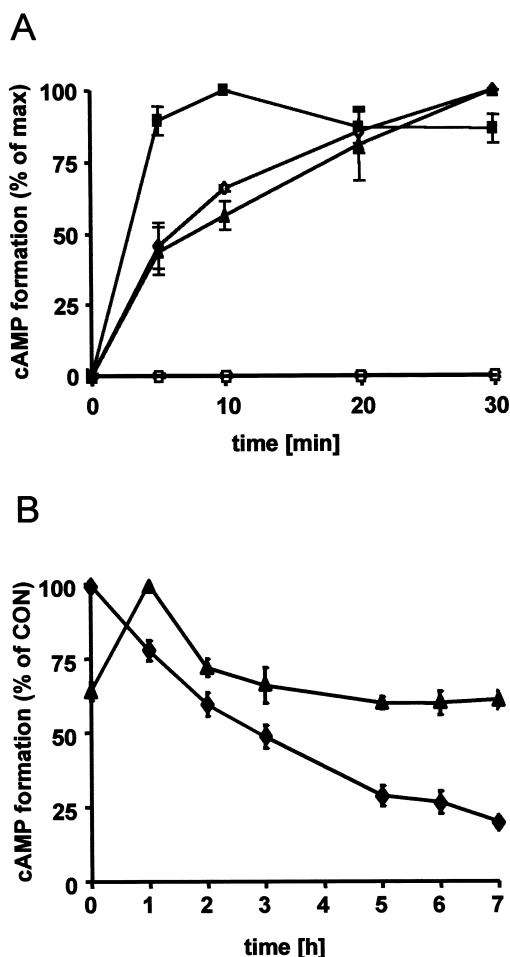 A
cAMP formation (% of max)
100
75
50
25
0
0 10 20 30
time [min]
B
cAMP formation (% of CON)
100
75
50
25
0
0 1 2 3 4 5 6 7
time [h]